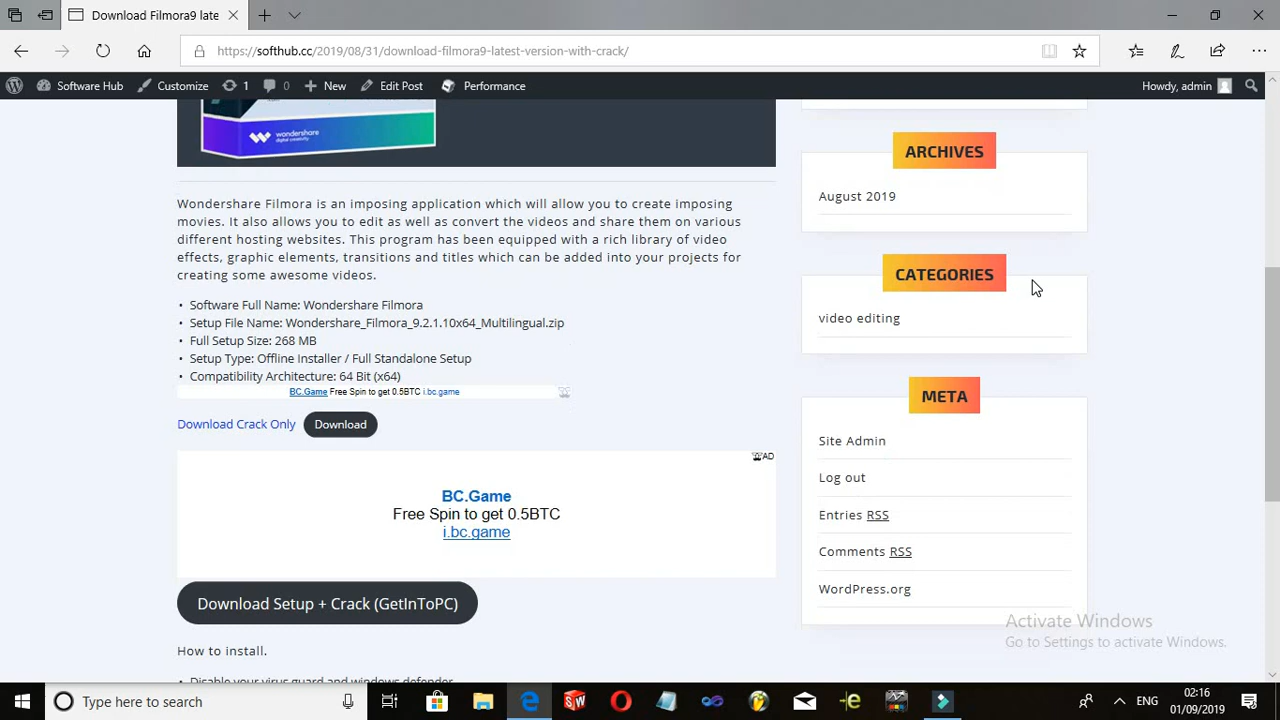 Download Filmora9 late
https://softhub.cc/2019/08/31/download-filmora9-latest-version-with-crack/
Software Hub Customize 1 0 New Edit Post Performance Howdy, admin
wondershare
digital creativity
Wondershare Filmora is an imposing application which will allow you to create imposing
movies. It also allows you to edit as well as convert the videos and share them on various
different hosting websites. This program has been equipped with a rich library of video
effects, graphic elements, transitions and titles which can be added into your projects for
creating some awesome videos.
• Software Full Name: Wondershare Filmora
• Setup File Name: Wondershare_Filmora_9.2.1.10x64_Multilingual.zip
• Full Setup Size: 268 MB
• Setup Type: Offline Installer / Full Standalone Setup
• Compatibility Architecture: 64 Bit (x64)
BC.Game Free Spin to get 0.5BTC i.bc.game
Download Crack Only Download
AD
BC.Game
Free Spin to get 0.5BTC
i.bc.game
Download Setup + Crack (GetInToPC)
How to install.
• Disable your virus guard and windows defender
ARCHIVES
August 2019
CATEGORIES
video editing
META
Site Admin
Log out
Entries RSS
Comments RSS
WordPress.org
Activate Windows
Go to Settings to activate Windows.
Type here to search
ENG
02:16
01/09/2019